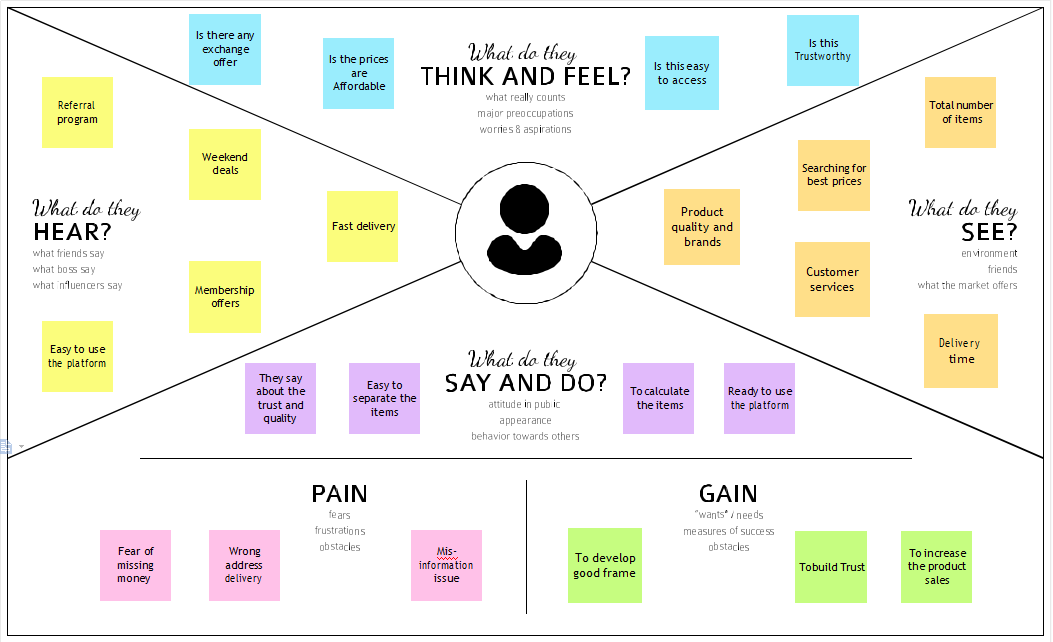 Is there any
exchange
offer
Is the prices
are
Affordable
What do they
THINK AND FEEL?
what really counts
major preoccupations
worries & aspirations
Is this easy
to access
Is this
Trustworthy
Referral
program
Weekend
deals
Fast delivery
What do they
HEAR?
what friends say
what boss say
what influencers say
Membership
offers
Easy to use
the platform
Total number
of items
Searching for
best prices
Product
quality and
brands
What do they
SEE?
environment
friends
what the market offers
Customer
services
Delivery
time
They say
about the
trust and
quality
Easy to
separate the
items
What do they
SAY AND DO?
attitude in public
appearance
behavior towards others
To calculate
the items
Ready to use
the platform
PAIN
fears
frustrations
obstacles
Fear of
missing
money
Wrong
address
delivery
Mis-
information
issue
GAIN
"wants" / needs
measures of success
obstacles
To develop
good frame
Tobuild Trust
To increase
the product
sales